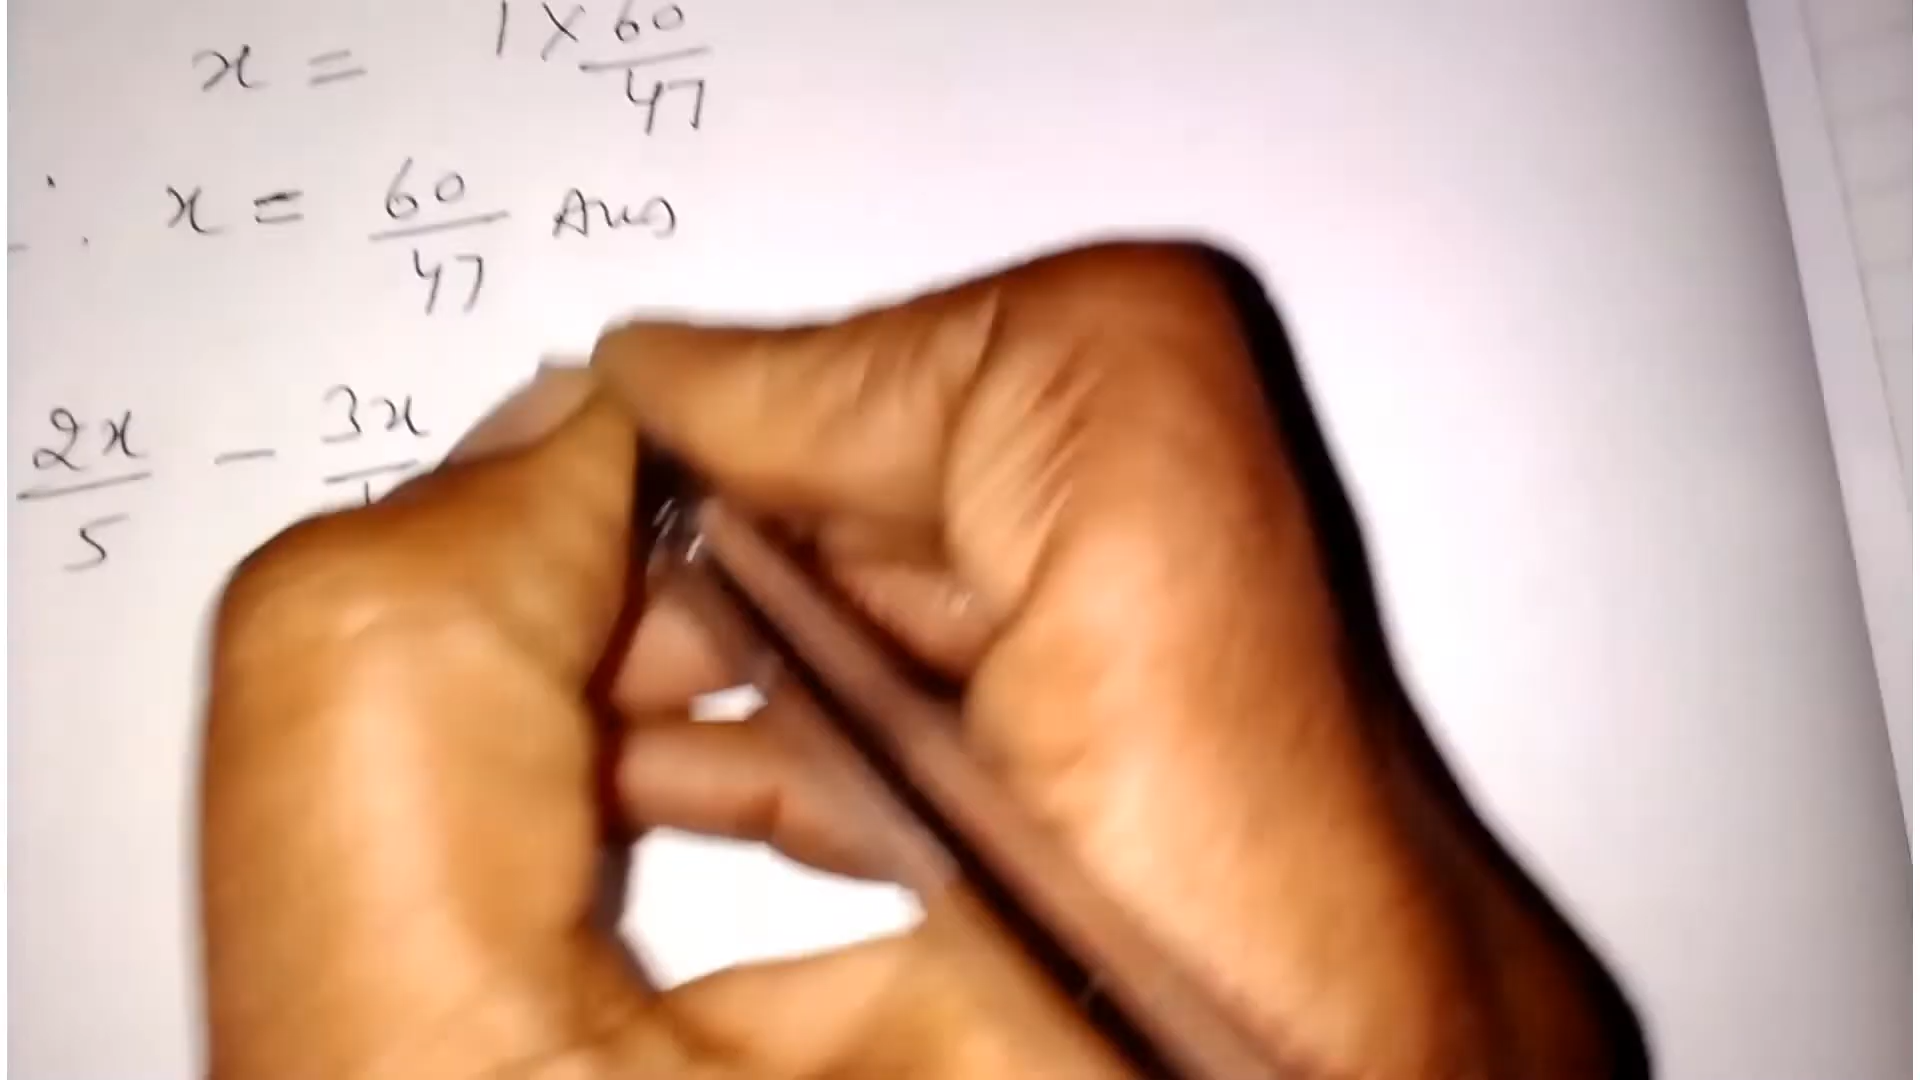 x = 1 × 60/47
∴ x = 60/47 Ans
2x/5 - 3x/